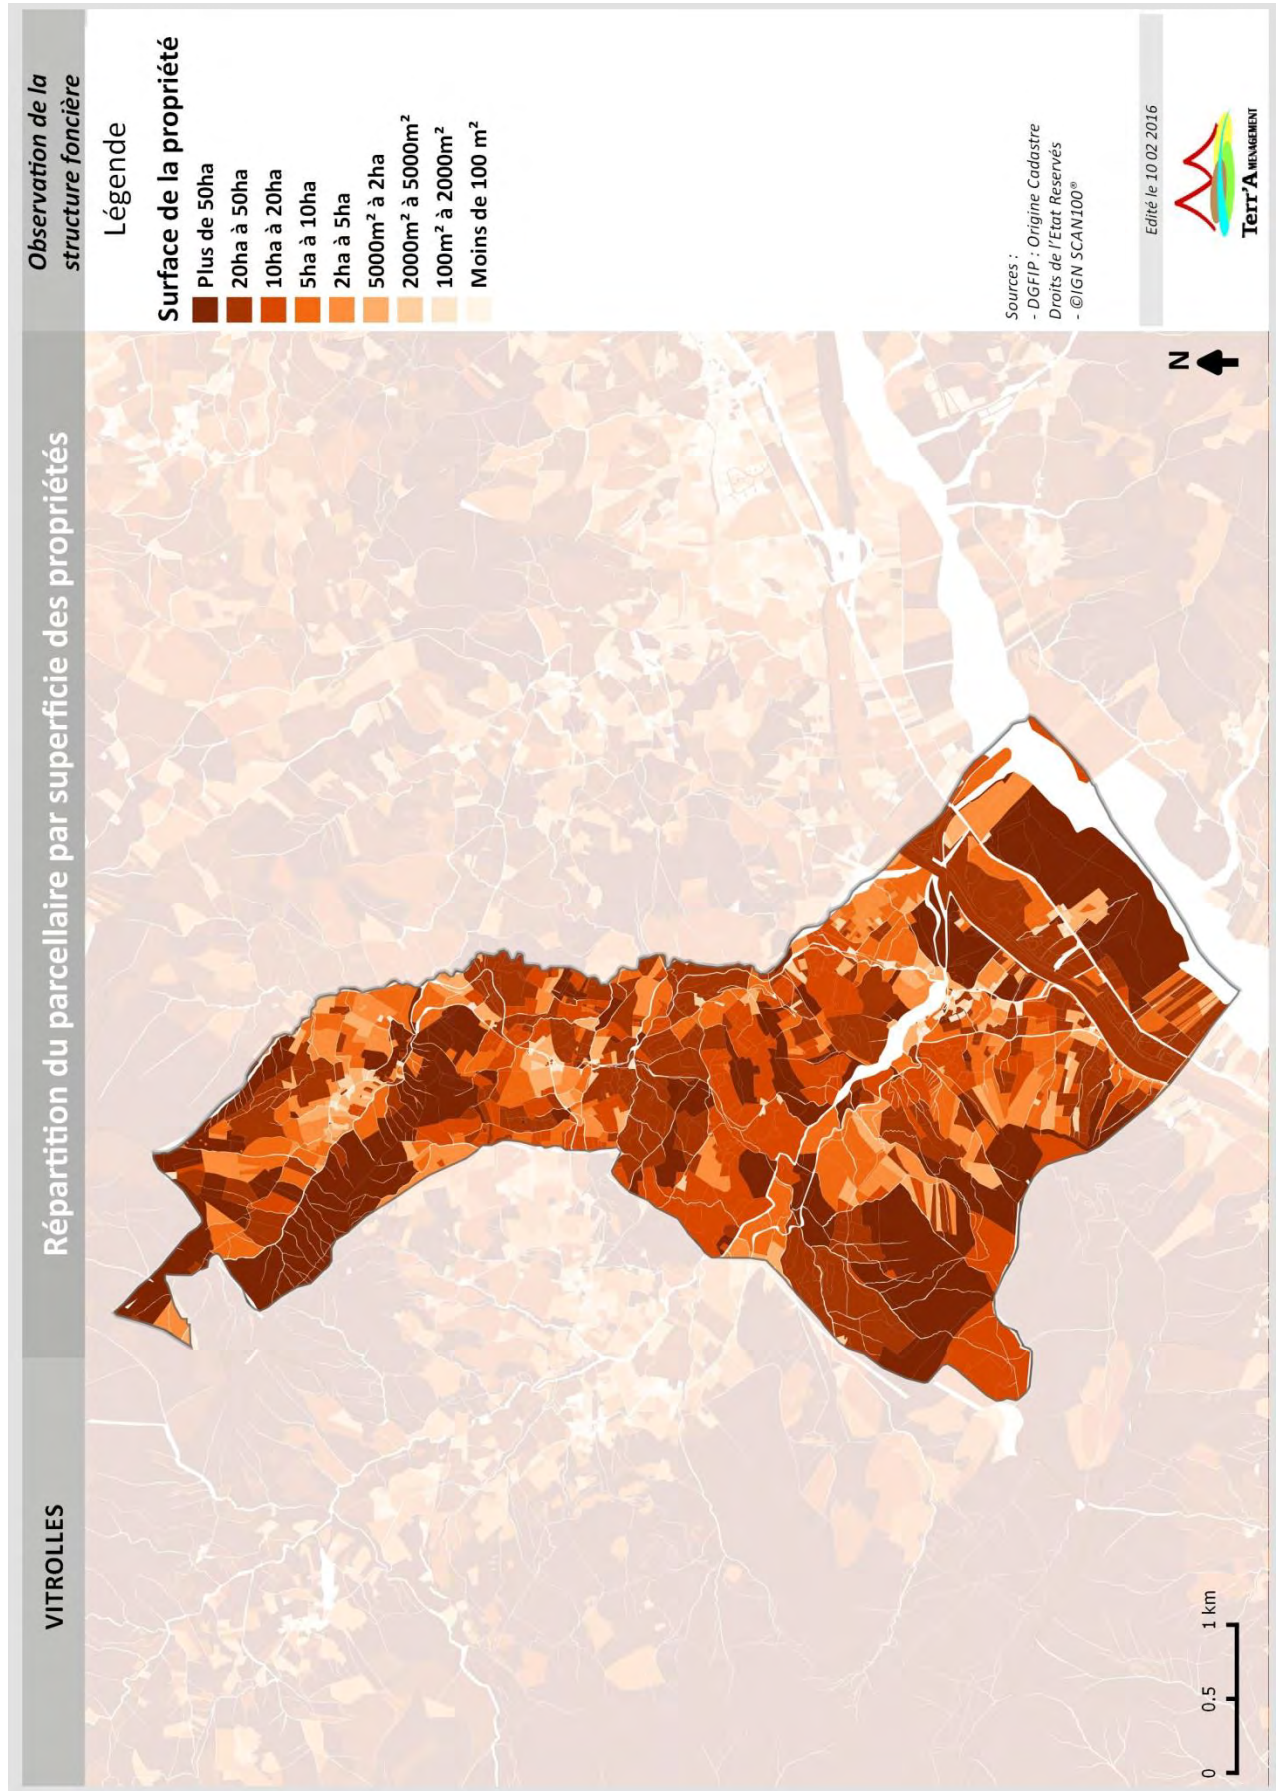 VITROLLES
Répartition du parcellaire par superficie des propriétés
Observation de la
structure foncière
Légende
Surface de la propriété
Plus de 50ha
20ha à 50ha
10ha à 20ha
5ha à 10ha
2ha à 5ha
5000m² à 2ha
2000m² à 5000m²
100m² à 2000m²
Moins de 100 m²
Sources :
- DGFIP : Origine Cadastre
Droits de l'Etat Reservés
- ©IGN SCAN100®
Edité le 10 02 2016
Terr'AMENAGEMENT
N
0 0.5 1 km